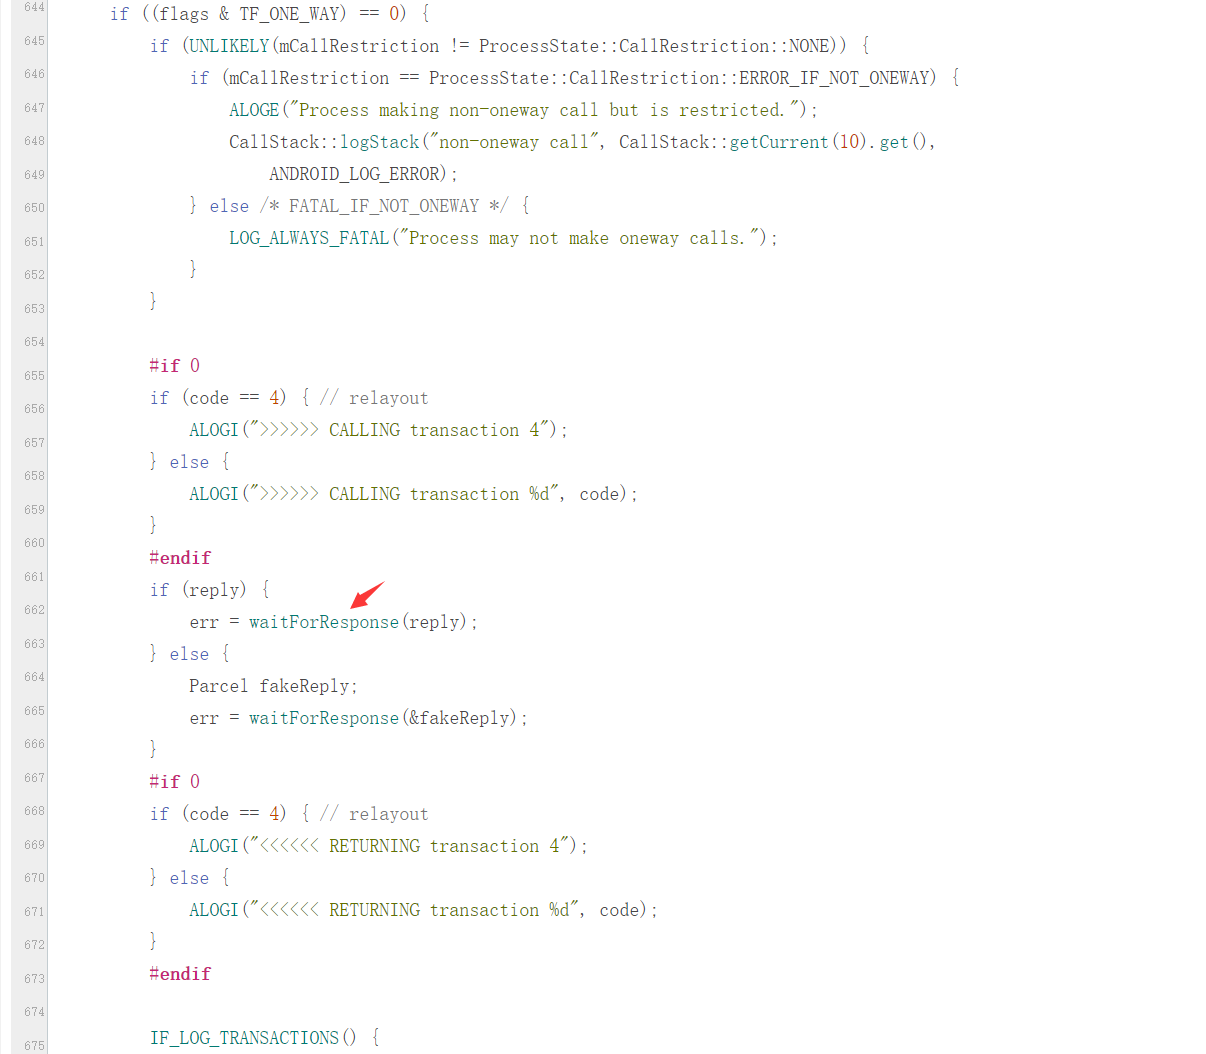 644 if ((flags & TF_ONE_WAY) == 0) {
645 if (UNLIKELY(mCallRestriction != ProcessState::CallRestriction::NONE)) {
646 if (mCallRestriction == ProcessState::CallRestriction::ERROR_IF_NOT_ONEWAY) {
647 ALOGE("Process making non-oneway call but is restricted.");
648 CallStack::logStack("non-oneway call", CallStack::getCurrent(10).get(),
649 ANDROID_LOG_ERROR);
650 } else /* FATAL_IF_NOT_ONEWAY */ {
651 LOG_ALWAYS_FATAL("Process may not make oneway calls.");
652 }
653 }
654
655 #if 0
656 if (code == 4) { // relayout
657 ALOGI(">>>>>> CALLING transaction 4");
658 } else {
659 ALOGI(">>>>>> CALLING transaction %d", code);
660 }
661 #endif
662 if (reply) {
663 err = waitForResponse(reply);
664 } else {
665 Parcel fakeReply;
666 err = waitForResponse(&fakeReply);
667 }
668 #if 0
669 if (code == 4) { // relayout
670 ALOGI("<<<<<< RETURNING transaction 4");
671 } else {
672 ALOGI("<<<<<< RETURNING transaction %d", code);
673 }
674 #endif
675
IF_LOG_TRANSACTIONS() {